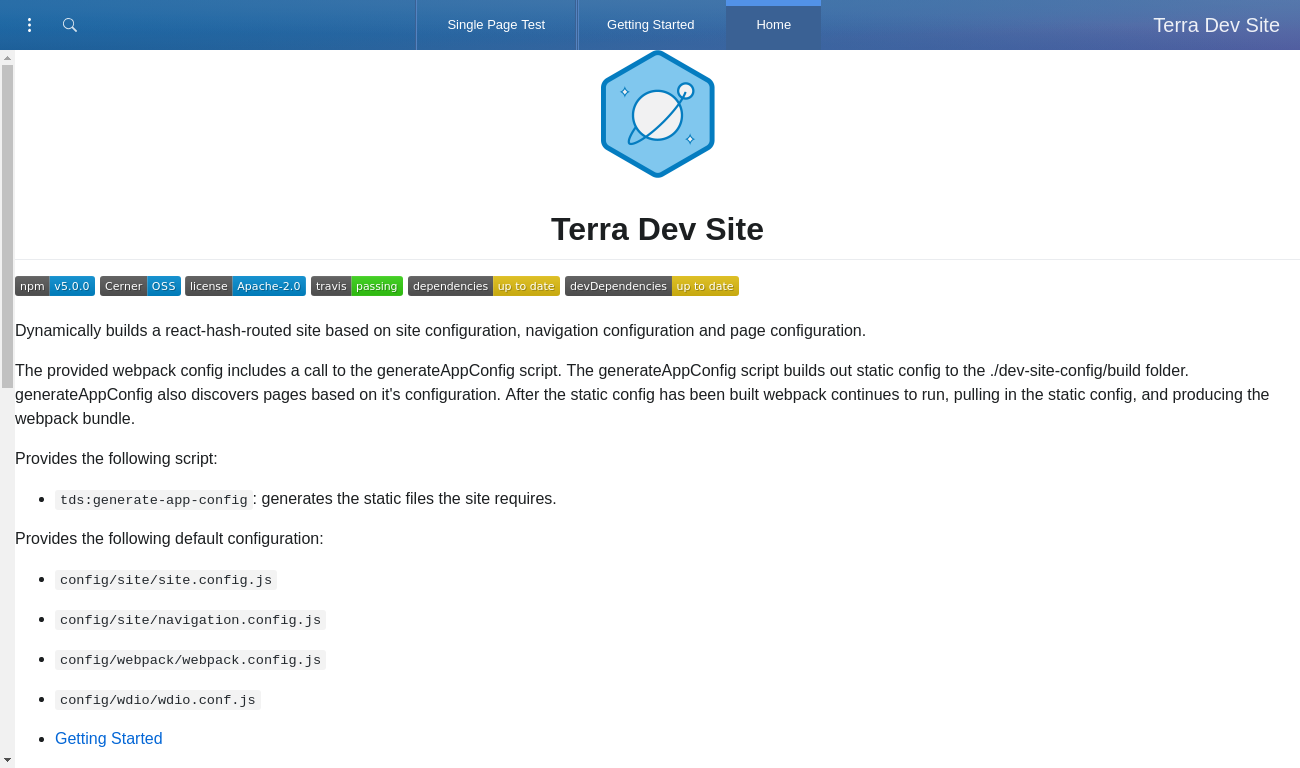 Single Page Test
Getting Started
Home
Terra Dev Site
Terra Dev Site
npm v5.0.0 Cerner OSS license Apache-2.0 travis passing dependencies up to date devDependencies up to date
Dynamically builds a react-hash-routed site based on site configuration, navigation configuration and page configuration.
The provided webpack config includes a call to the generateAppConfig script. The generateAppConfig script builds out static config to the ./dev-site-config/build folder.
generateAppConfig also discovers pages based on it's configuration. After the static config has been built webpack continues to run, pulling in the static config, and producing the
webpack bundle.
Provides the following script:
tds:generate-app-config: generates the static files the site requires.
Provides the following default configuration:
config/site/site.config.js
config/site/navigation.config.js
config/webpack/webpack.config.js
config/wdio/wdio.conf.js
Getting Started